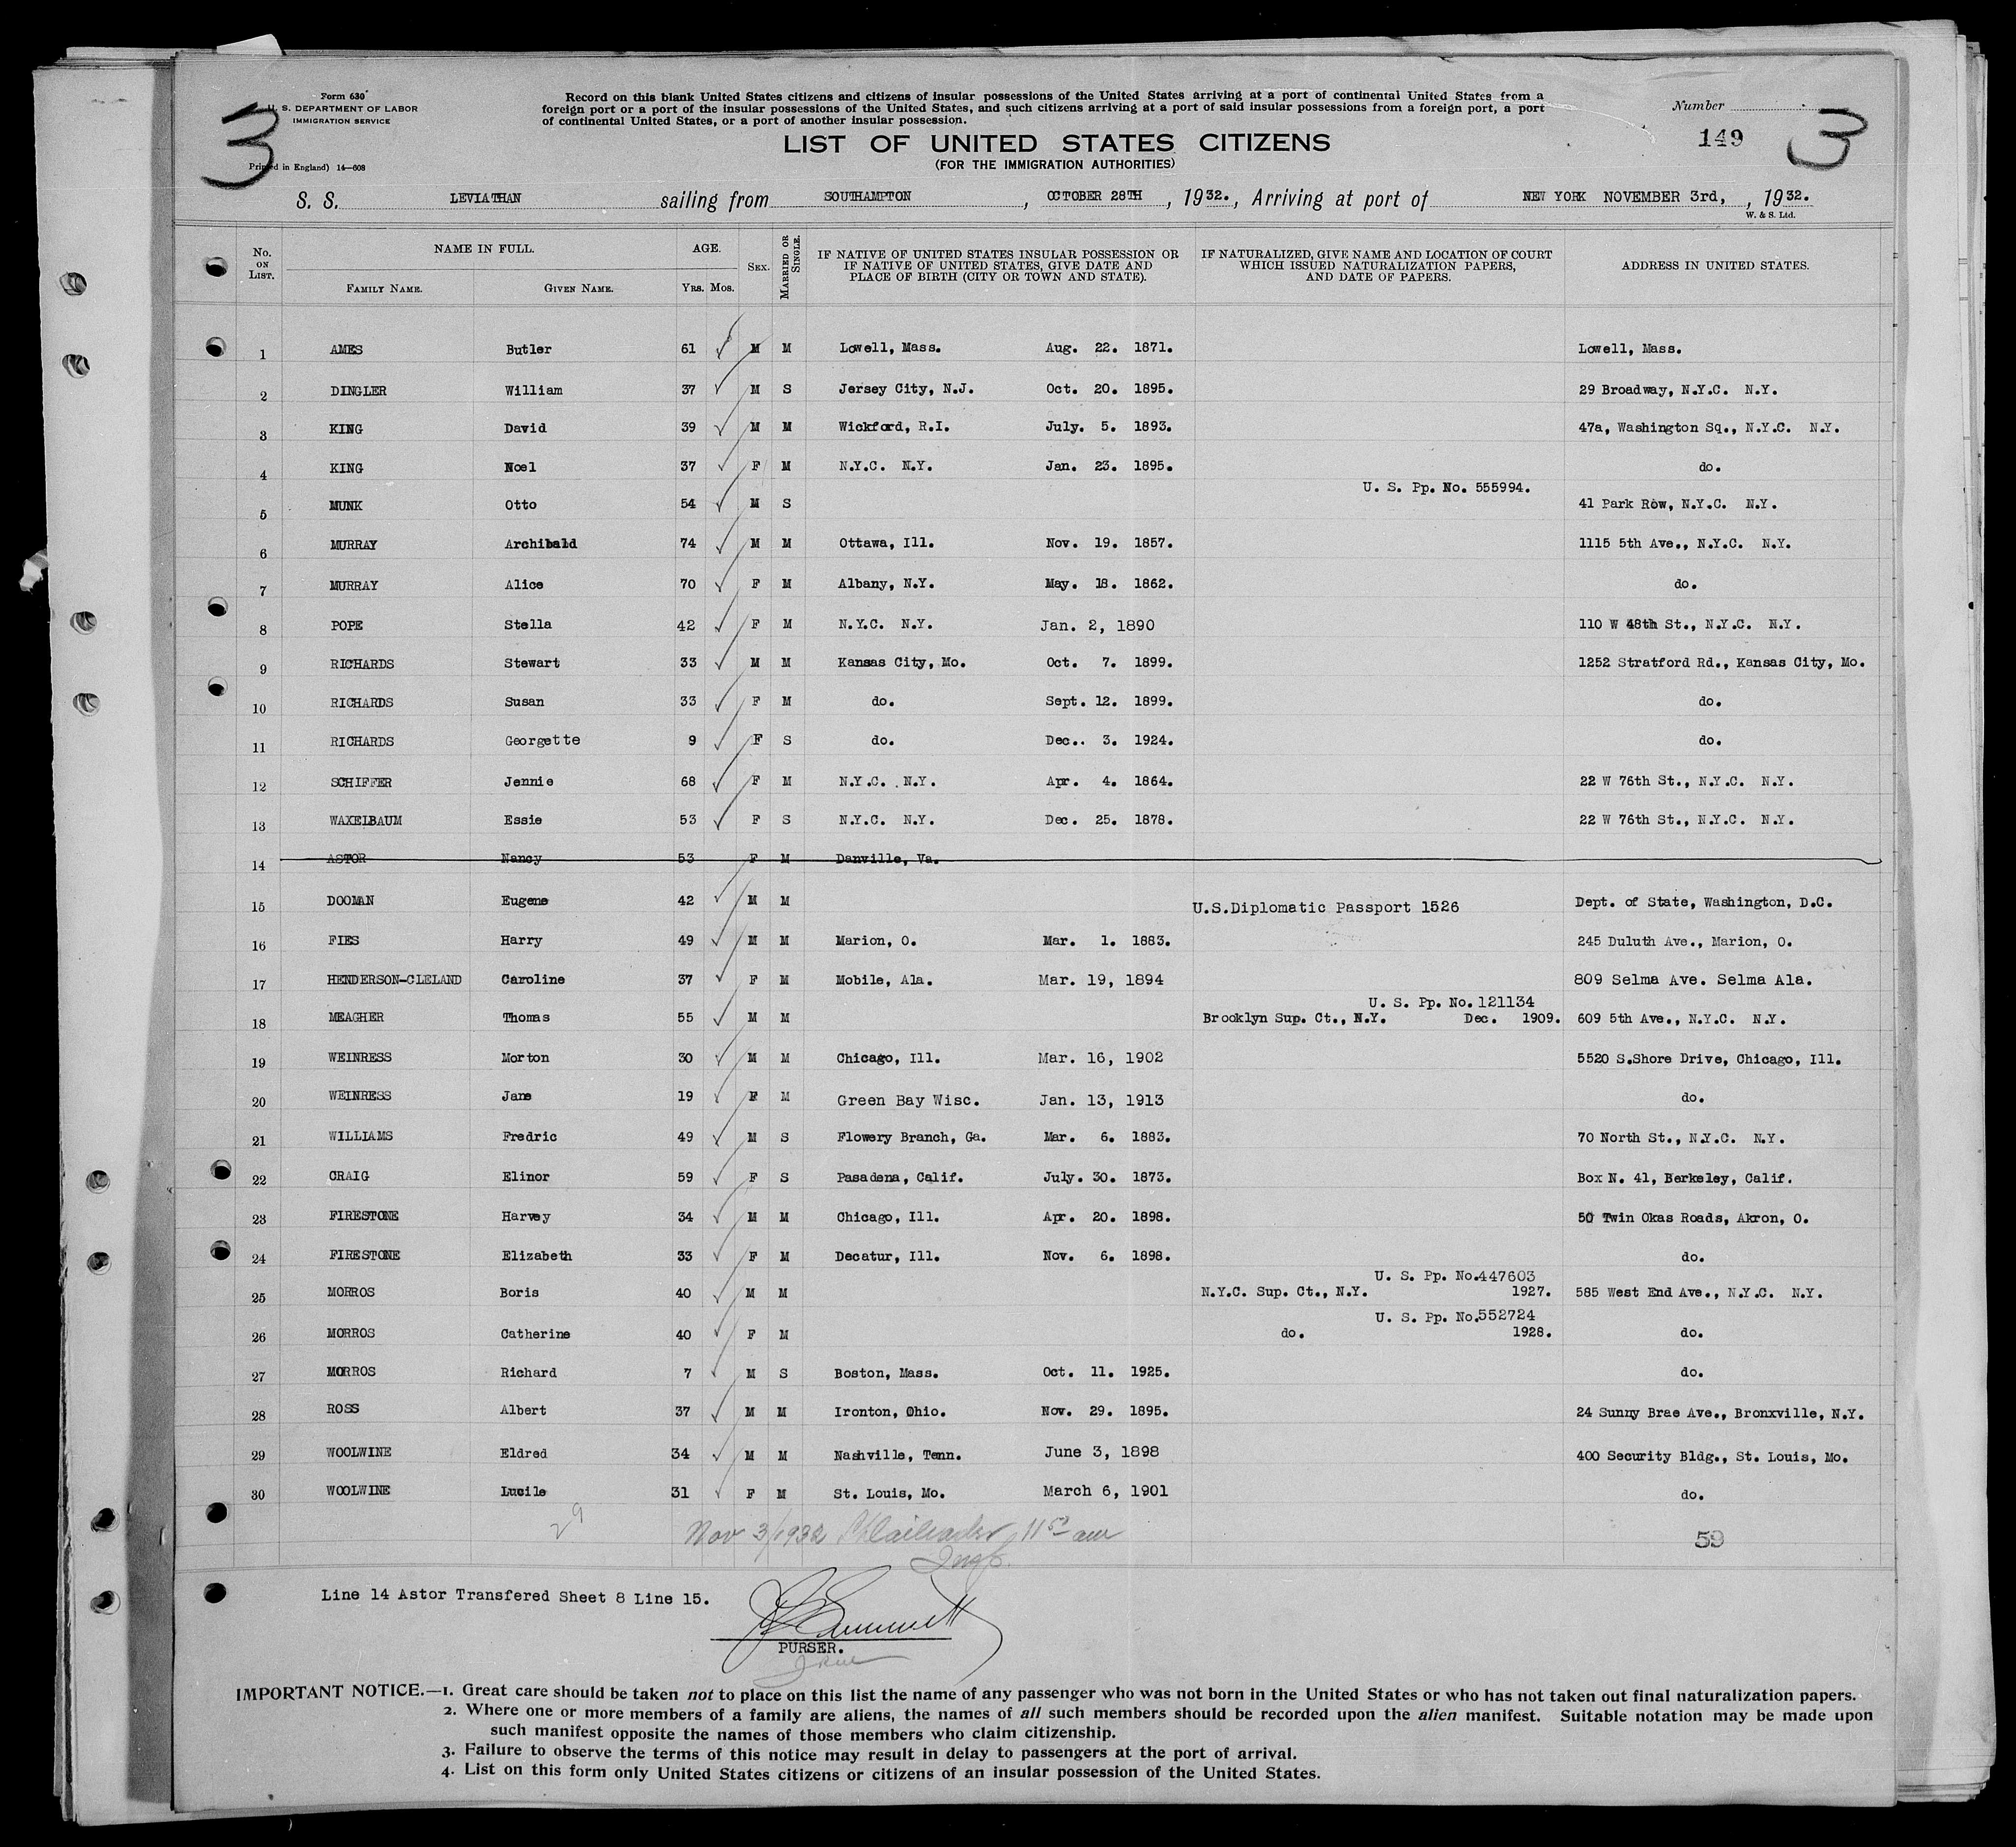 3
Form 630
U. S. DEPARTMENT OF LABOR
IMMIGRATION SERVICE
Printed in England) 14—608
Record on this blank United States citizens and citizens of insular possessions of the United States arriving at a port of continental United States from a
foreign port or a port of the insular possessions of the United States, and such citizens arriving at a port of said insular possessions from a foreign port, a port
of continental United States, or a port of another insular possession.
Number
149
3
LIST OF UNITED STATES CITIZENS
(FOR THE IMMIGRATION AUTHORITIES)
S. S. LEVIATHAN sailing from SOUTHAMPTON, OCTOBER 28TH, 1932., Arriving at port of NEW YORK NOVEMBER 3rd, , 1932.
W. & S. Ltd.
No. ON LIST. NAME IN FULL. FAMILY NAME. GIVEN NAME. AGE. YRS. MOS. SEX. MARRIED OR SINGLE. IF NATIVE OF UNITED STATES INSULAR POSSESSION OR IF NATIVE OF UNITED STATES, GIVE DATE AND PLACE OF BIRTH (CITY OR TOWN AND STATE). IF NATURALIZED, GIVE NAME AND LOCATION OF COURT WHICH ISSUED NATURALIZATION PAPERS, AND DATE OF PAPERS. ADDRESS IN UNITED STATES.
1 AMES Butler 61 M M Lowell, Mass. Aug. 22. 1871. Lowell, Mass.
2 DINGLER William 37 M S Jersey City, N.J. Oct. 20. 1895. 29 Broadway, N.Y.C. N.Y.
3 KING David 39 M M Wickford, R.I. July. 5. 1893. 47a, Washington Sq., N.Y.C. N.Y.
4 KING Noel 37 F M N.Y.C. N.Y. Jan. 23. 1895. do.
U. S. Pp. No. 555994.
5 MUNK Otto 54 M S 41 Park Row, N.Y.C. N.Y.
6 MURRAY Archibald 74 M M Ottawa, Ill. Nov. 19. 1857. 1115 5th Ave., N.Y.C. N.Y.
7 MURRAY Alice 70 F M Albany, N.Y. May. 18. 1862. do.
8 POPE Stella 42 F M N.Y.C. N.Y. Jan. 2, 1890 110 W 48th St., N.Y.C. N.Y.
9 RICHARDS Stewart 33 M M Kansas City, Mo. Oct. 7. 1899. 1252 Stratford Rd., Kansas City, Mo.
10 RICHARDS Susan 33 F M do. Sept. 12. 1899. do.
11 RICHARDS Georgette 9 F S do. Dec.. 3. 1924. do.
12 SCHIFFER Jennie 68 F M N.Y.C. N.Y. Apr. 4. 1864. 22 W 76th St., N.Y.C. N.Y.
13 WAXELBAUM Essie 53 F S N.Y.C. N.Y. Dec. 25. 1878. 22 W 76th St., N.Y.C. N.Y.
14 ASTOR Nancy 53 F M Danville, Va.
15 DOOMAN Eugene 42 M M U.S.Diplomatic Passport 1526 Dept. of State, Washington, D.C.
16 FIES Harry 49 M M Marion, O. Mar. 1. 1883. 245 Duluth Ave., Marion, O.
17 HENDERSON-CLELAND Caroline 37 F M Mobile, Ala. Mar. 19, 1894 809 Selma Ave. Selma Ala.
U. S. Pp. No. 121134
18 MEAGHER Thomas 55 M M Brooklyn Sup. Ct., N.Y. Dec. 1909. 609 5th Ave., N.Y.C. N.Y.
19 WEINRESS Morton 30 M M Chicago, Ill. Mar. 16, 1902 5520 S.Shore Drive, Chicago, Ill.
20 WEINRESS Jane 19 F M Green Bay Wisc. Jan. 13, 1913 do.
21 WILLIAMS Fredric 49 M S Flowery Branch, Ga. Mar. 6. 1883. 70 North St., N.Y.C. N.Y.
22 CRAIG Elinor 59 F S Pasadena, Calif. July. 30. 1873. Box N. 41, Berkeley, Calif.
23 FIRESTONE Harvey 34 M M Chicago, Ill. Apr. 20. 1898. 50 Twin Okas Roads, Akron, O.
24 FIRESTONE Elizabeth 33 F M Decatur, Ill. Nov. 6. 1898. do.
U. S. Pp. No.447603
25 MORROS Boris 40 M M N.Y.C. Sup. Ct., N.Y. 1927. 585 West End Ave., N.Y.C. N.Y.
U. S. Pp. No.552724
26 MORROS Catherine 40 F M do. 1928. do.
27 MORROS Richard 7 M S Boston, Mass. Oct. 11. 1925. do.
28 ROSS Albert 37 M M Ironton, Ohio. Nov. 29. 1895. 24 Sunny Brae Ave., Bronxville, N.Y.
29 WOOLWINE Eldred 34 M M Nashville, Tenn. June 3, 1898 400 Security Bldg., St. Louis, Mo.
30 WOOLWINE Lucile 31 F M St. Louis, Mo. March 6, 1901 do.
29 Nov 3/1932 11 50 am
59
Line 14 Astor Transfered Sheet 8 Line 15.
PURSER.
IMPORTANT NOTICE.—1. Great care should be taken not to place on this list the name of any passenger who was not born in the United States or who has not taken out final naturalization papers.
2. Where one or more members of a family are aliens, the names of all such members should be recorded upon the alien manifest. Suitable notation may be made upon
such manifest opposite the names of those members who claim citizenship.
3. Failure to observe the terms of this notice may result in delay to passengers at the port of arrival.
4. List on this form only United States citizens or citizens of an insular possession of the United States.